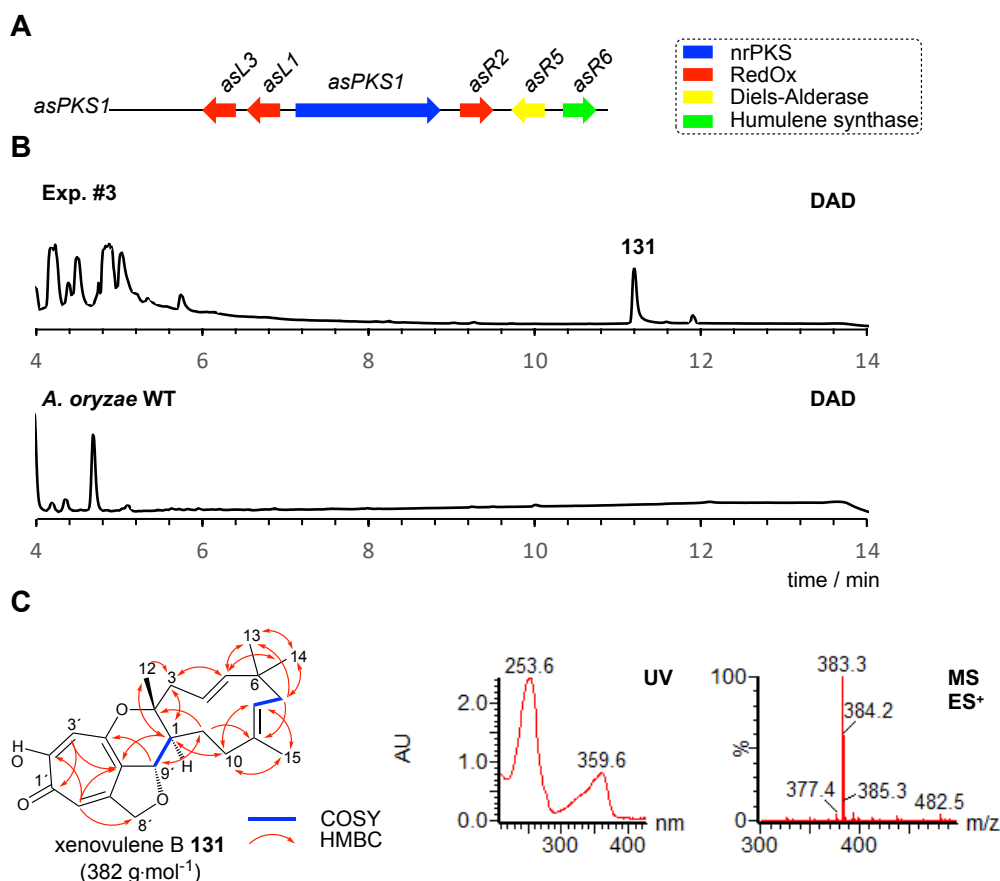 A
asPKS1
asL3
asL1
asPKS1
asR2
asR5
asR6
nrPKS
RedOx
Diels-Alderase
Humulene synthase
B
Exp. #3
DAD
131
4 6 8 10 12 14
A. oryzae WT
DAD
4 6 8 10 12 14
time / min
C
13
14
12
3
6
O
1
3´
H
O
1´
O
9´
H
10
15
O
8´
xenovulene B 131
(382 g·mol⁻¹)
COSY
HMBC
253.6
UV
2.0
AU
1.0
359.6
0.0
nm
200 400
100
383.3
MS
ES⁺
384.2
%
377.4
385.3
482.5
0
m/z
300 400